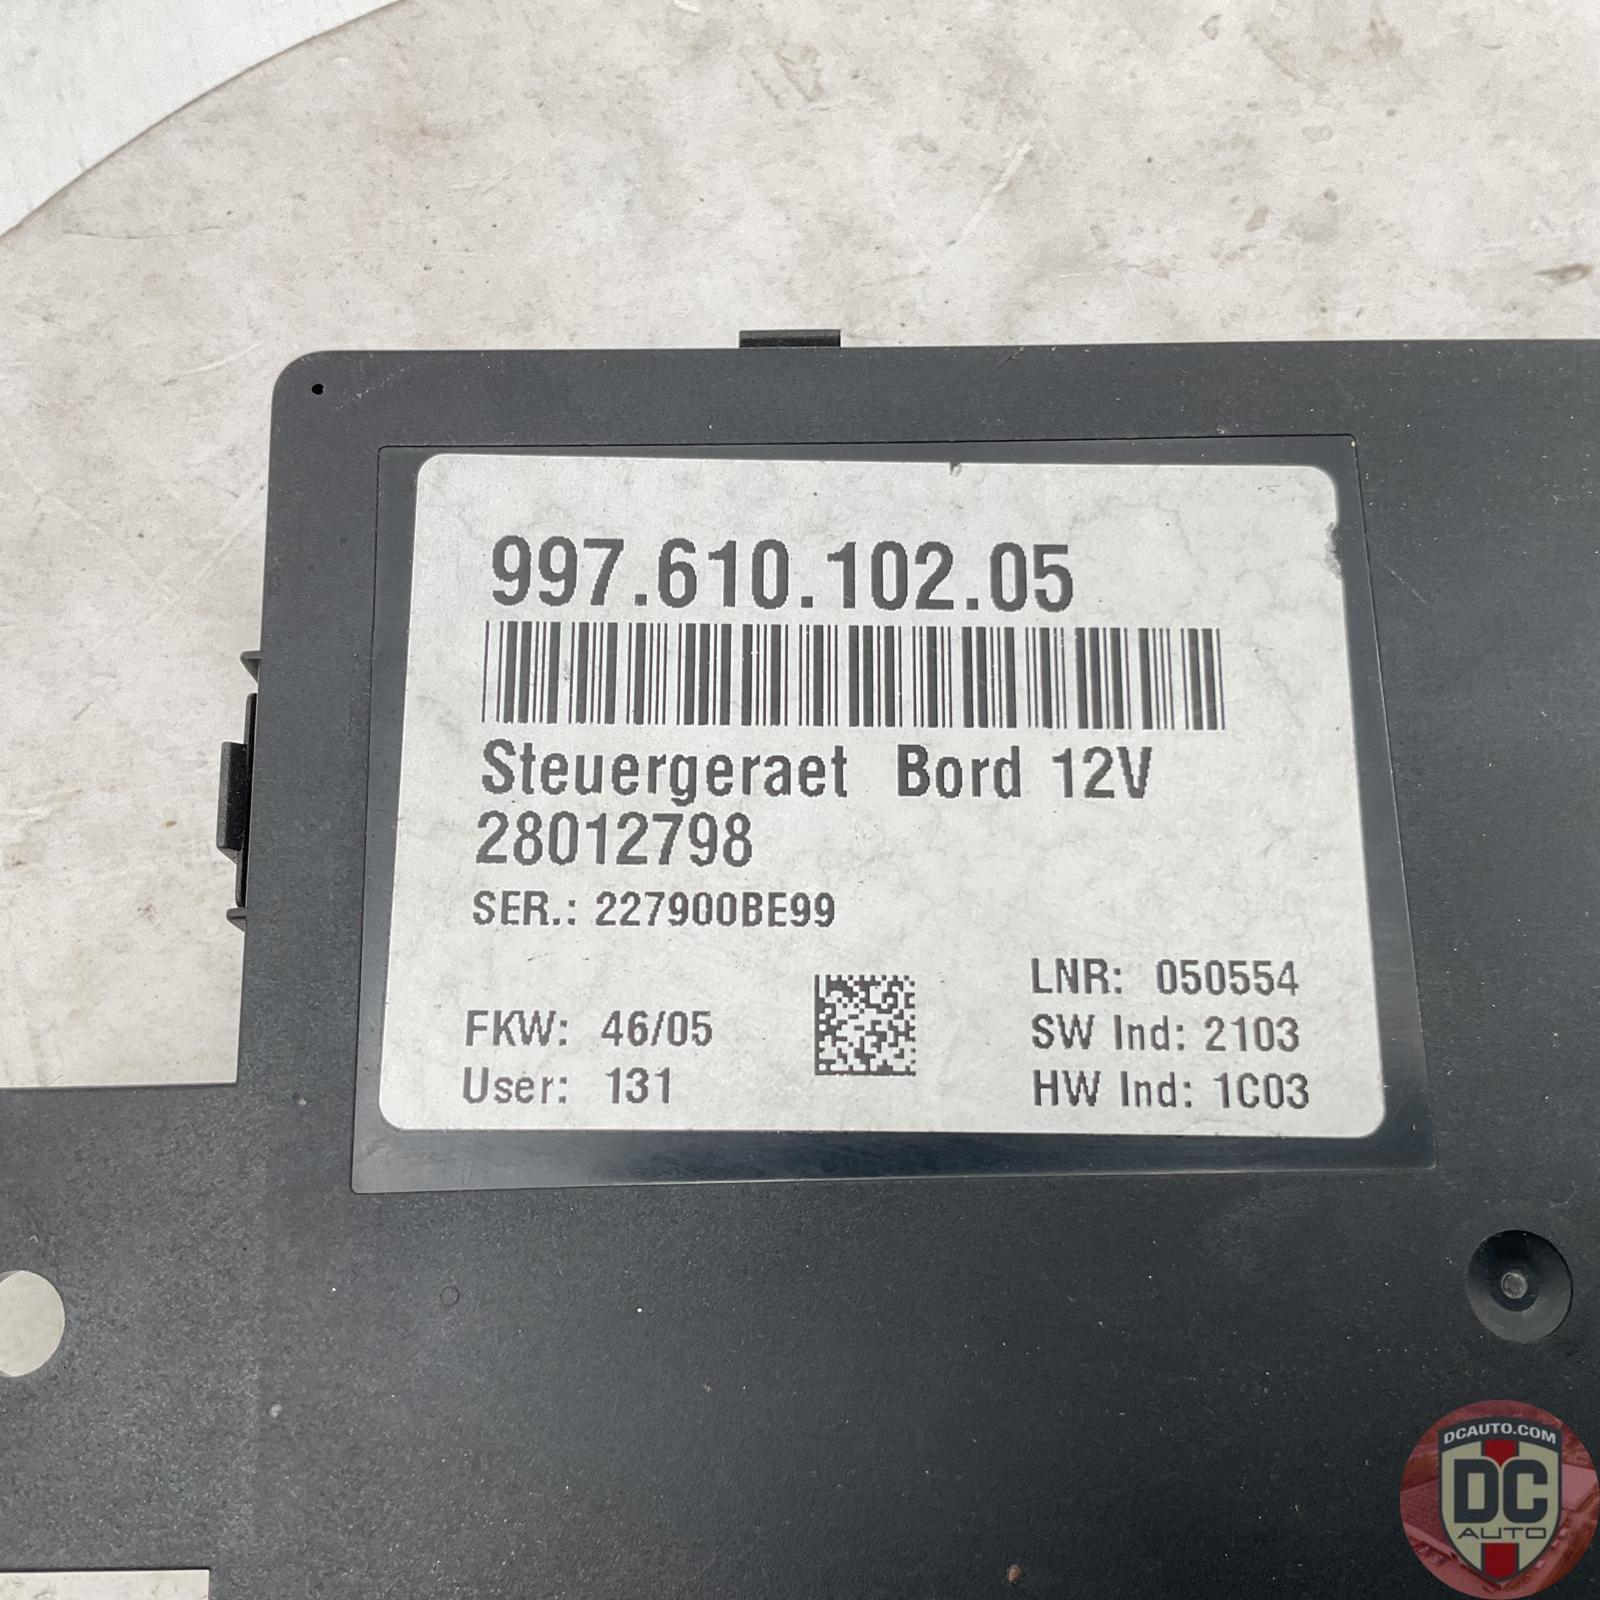 997.610.102.05
Steuergeraet Bord 12V
28012798
SER.: 227900BE99
FKW: 46/05
User: 131
LNR: 050554
SW Ind: 2103
HW Ind: 1C03
DCAUTO.COM
DC
AUTO